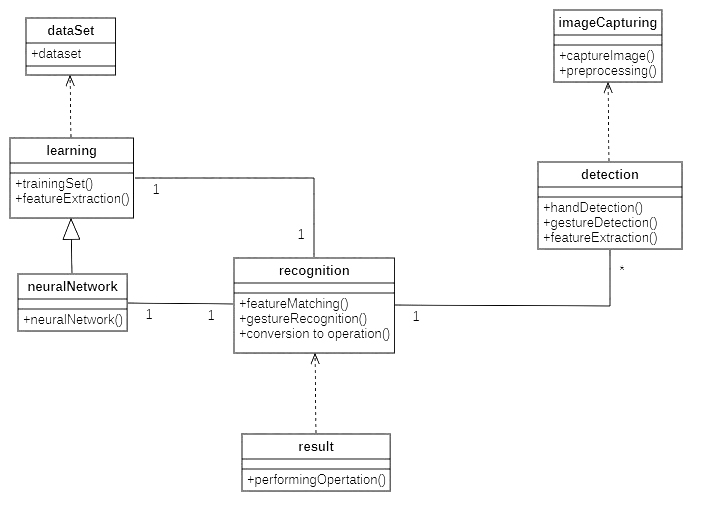 dataSet
+dataset
imageCapturing
+captureImage()
+preprocessing()
learning
+trainingSet()
+featureExtraction()
1
1
detection
+handDetection()
+gestureDetection()
+featureExtraction()
*
neuralNetwork
+neuralNetwork()
1
1
recognition
+featureMatching()
+gestureRecognition()
+conversion to operation)
1
result
+performingOpertation()